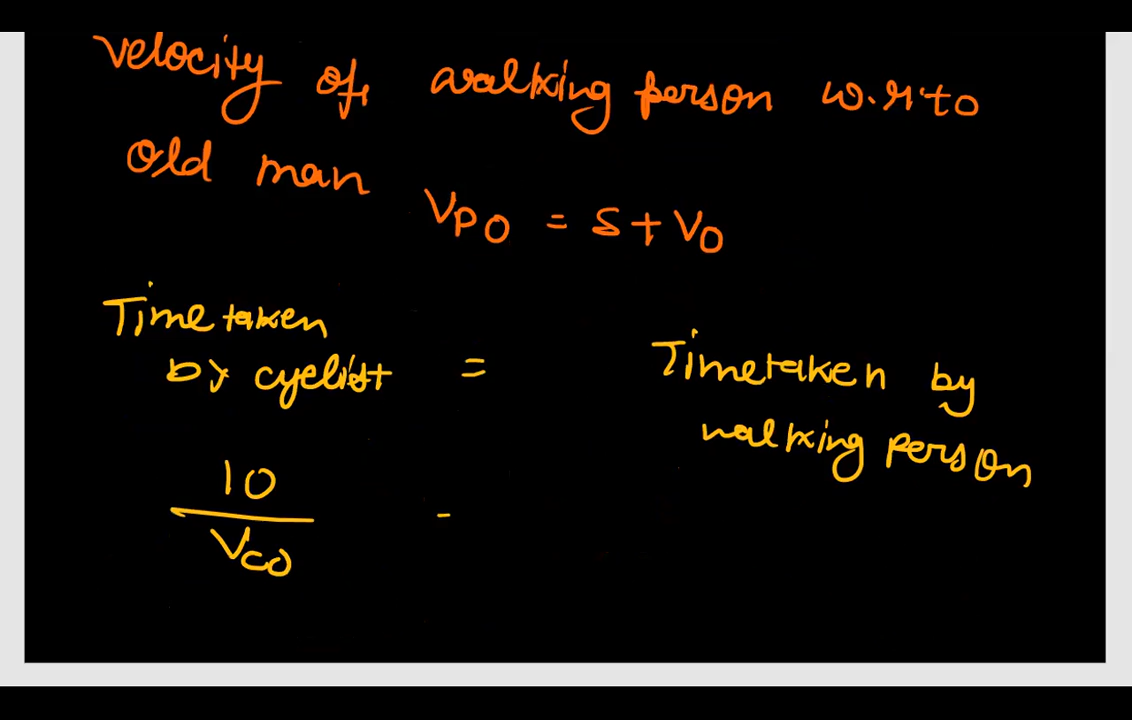 velocity of walking person w.r.to
old man
VPO = S + VO
Time taken
by cyclist = Time taken by
walking person
10
VCO
-